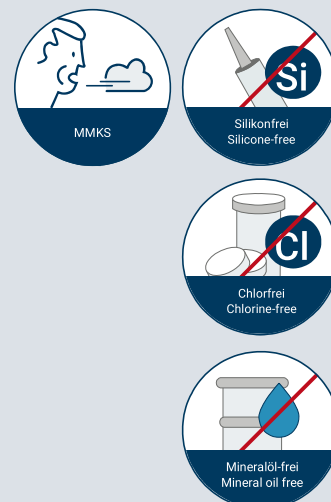 MMKS
Si
Silikonfrei
Silicone-free
Cl
Chlorfrei
Chlorine-free
Mineralöl-frei
Mineral oil free